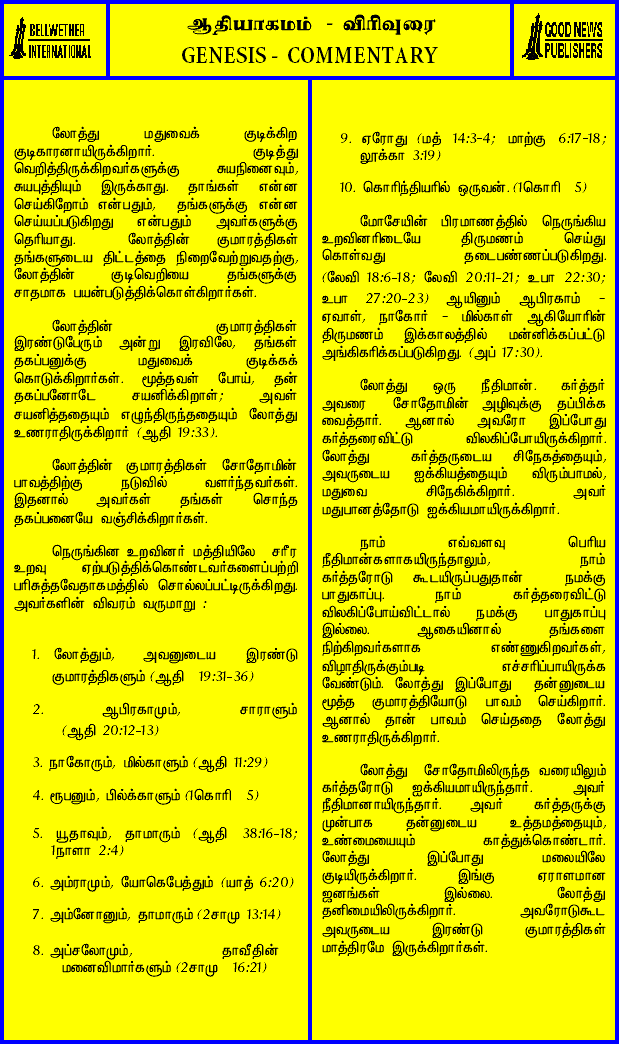 BELLWETHER
INTERNATIONAL
ஆதியாகமம் - விரிவுரை
GENESIS - COMMENTARY
GOOD NEWS
PUBLISHERS
லோத்து மதுவைக் குடிக்கிற
குடிகாரனாயிருக்கிறார். குடித்து
வெறித்திருக்கிறவர்களுக்கு சுயநினைவும்,
சுயபுத்தியும் இருக்காது. தாங்கள் என்ன
செய்கிறோம் என்பதும், தங்களுக்கு என்ன
செய்யப்படுகிறது என்பதும் அவர்களுக்கு
தெரியாது. லோத்தின் குமாரத்திகள்
தங்களுடைய திட்டத்தை நிறைவேற்றுவதற்கு,
லோத்தின் குடிவெறியை தங்களுக்கு
சாதமாக பயன்படுத்திக்கொள்கிறார்கள்.
லோத்தின் குமாரத்திகள்
இரண்டுபேரும் அன்று இரவிலே, தங்கள்
தகப்பனுக்கு மதுவைக் குடிக்கக்
கொடுக்கிறார்கள். மூத்தவள் போய், தன்
தகப்பனோடே சயனிக்கிறாள்; அவள்
சயனித்ததையும் எழுந்திருந்ததையும் லோத்து
உணராதிருக்கிறார் (ஆதி 19:33).
லோத்தின் குமாரத்திகள் சோதோமின்
பாவத்திற்கு நடுவில் வளர்ந்தவர்கள்.
இதனால் அவர்கள் தங்கள் சொந்த
தகப்பனையே வஞ்சிக்கிறார்கள்.
நெருங்கின உறவினர் மத்தியிலே சரீர
உறவு ஏற்படுத்திக்கொண்டவர்களைப்பற்றி
பரிசுத்தவேதாகமத்தில் சொல்லப்பட்டிருக்கிறது.
அவர்களின் விவரம் வருமாறு :
1. லோத்தும், அவனுடைய இரண்டு
குமாரத்திகளும் (ஆதி 19:31-36)
2. ஆபிரகாமும், சாராளும்
(ஆதி 20:12-13)
3. நாகோரும், மில்காளும் (ஆதி 11:29)
4. ரூபனும், பில்க்காளும் (1கொரி 5)
5. யூதாவும், தாமாரும் (ஆதி 38:16-18;
1நாளா 2:4)
6. அம்ராமும், யோகெபேத்தும் (யாத் 6:20)
7. அம்னோனும், தாமாரும் (2சாமு 13:14)
8. அப்சலோமும், தாவீதின்
மனைவிமார்களும் (2சாமு 16:21)
9. ஏரோது (மத் 14:3-4; மாற்கு 6:17-18;
லூக்கா 3:19)
10. கொரிந்தியரில் ஒருவன். (1கொரி 5)
மோசேயின் பிரமாணத்தில் நெருங்கிய
உறவினரிடையே திருமணம் செய்து
கொள்வது தடைபண்ணப்படுகிறது.
(லேவி 18:6-18; லேவி 20:11-21; உபா 22:30;
உபா 27:20-23) ஆயினும் ஆபிரகாம் -
ஏவாள், நாகோர் - மில்காள் ஆகியோரின்
திருமணம் இக்காலத்தில் மன்னிக்கப்பட்டு
அங்கிகரிக்கப்படுகிறது. (அப் 17:30).
லோத்து ஒரு நீதிமான். கர்த்தர்
அவரை சோதோமின் அழிவுக்கு தப்பிக்க
வைத்தார். ஆனால் அவரோ இப்போது
கர்த்தரைவிட்டு விலகிப்போயிருக்கிறார்.
லோத்து கர்த்தருடைய சிநேகத்தையும்,
அவருடைய ஐக்கியத்தையும் விரும்பாமல்,
மதுவை சிநேகிக்கிறார். அவர்
மதுபானத்தோடு ஐக்கியமாயிருக்கிறார்.
நாம் எவ்வளவு பெரிய
நீதிமான்களாகயிருந்தாலும், நாம்
கர்த்தரோடு கூடயிருப்பதுதான் நமக்கு
பாதுகாப்பு. நாம் கர்த்தரைவிட்டு
விலகிப்போய்விட்டால் நமக்கு பாதுகாப்பு
இல்லை. ஆகையினால் தங்களை
நிற்கிறவர்களாக எண்ணுகிறவர்கள்,
விழாதிருக்கும்படி எச்சரிப்பாயிருக்க
வேண்டும். லோத்து இப்போது தன்னுடைய
மூத்த குமாரத்தியோடு பாவம் செய்கிறார்.
ஆனால் தான் பாவம் செய்ததை லோத்து
உணராதிருக்கிறார்.
லோத்து சோதோமிலிருந்த வரையிலும்
கர்த்தரோடு ஐக்கியமாயிருந்தார். அவர்
நீதிமானாயிருந்தார். அவர் கர்த்தருக்கு
முன்பாக தன்னுடைய உத்தமத்தையும்,
உண்மையையும் காத்துக்கொண்டார்.
லோத்து இப்போது மலையிலே
குடியிருக்கிறார். இங்கு ஏராளமான
ஜனங்கள் இல்லை. லோத்து
தனிமையிலிருக்கிறார். அவரோடுகூட
அவருடைய இரண்டு குமாரத்திகள்
மாத்திரமே இருக்கிறார்கள்.